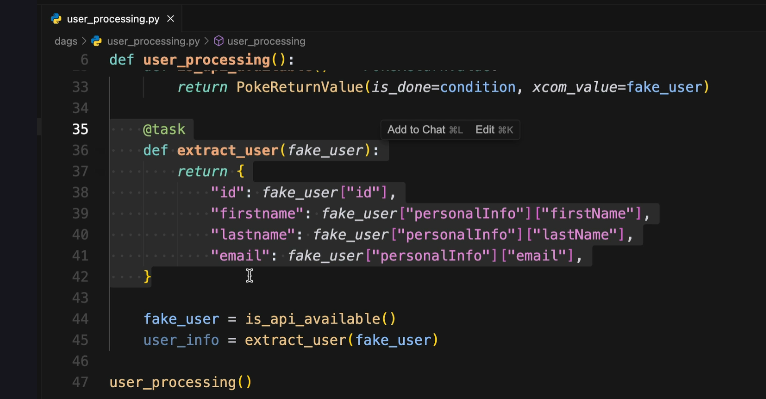 user_processing.py ×
dags > user_processing.py > user_processing
6 def user_processing():
33 return PokeReturnValue(is_done=condition, xcom_value=fake_user)
34
35 @task
Add to Chat ⌘L Edit ⌘K
36 def extract_user(fake_user):
37 return {
38 "id": fake_user["id"],
39 "firstname": fake_user["personalInfo"]["firstName"],
40 "lastname": fake_user["personalInfo"]["lastName"],
41 "email": fake_user["personalInfo"]["email"],
42 }
43
44 fake_user = is_api_available()
45 user_info = extract_user(fake_user)
46
47 user_processing()